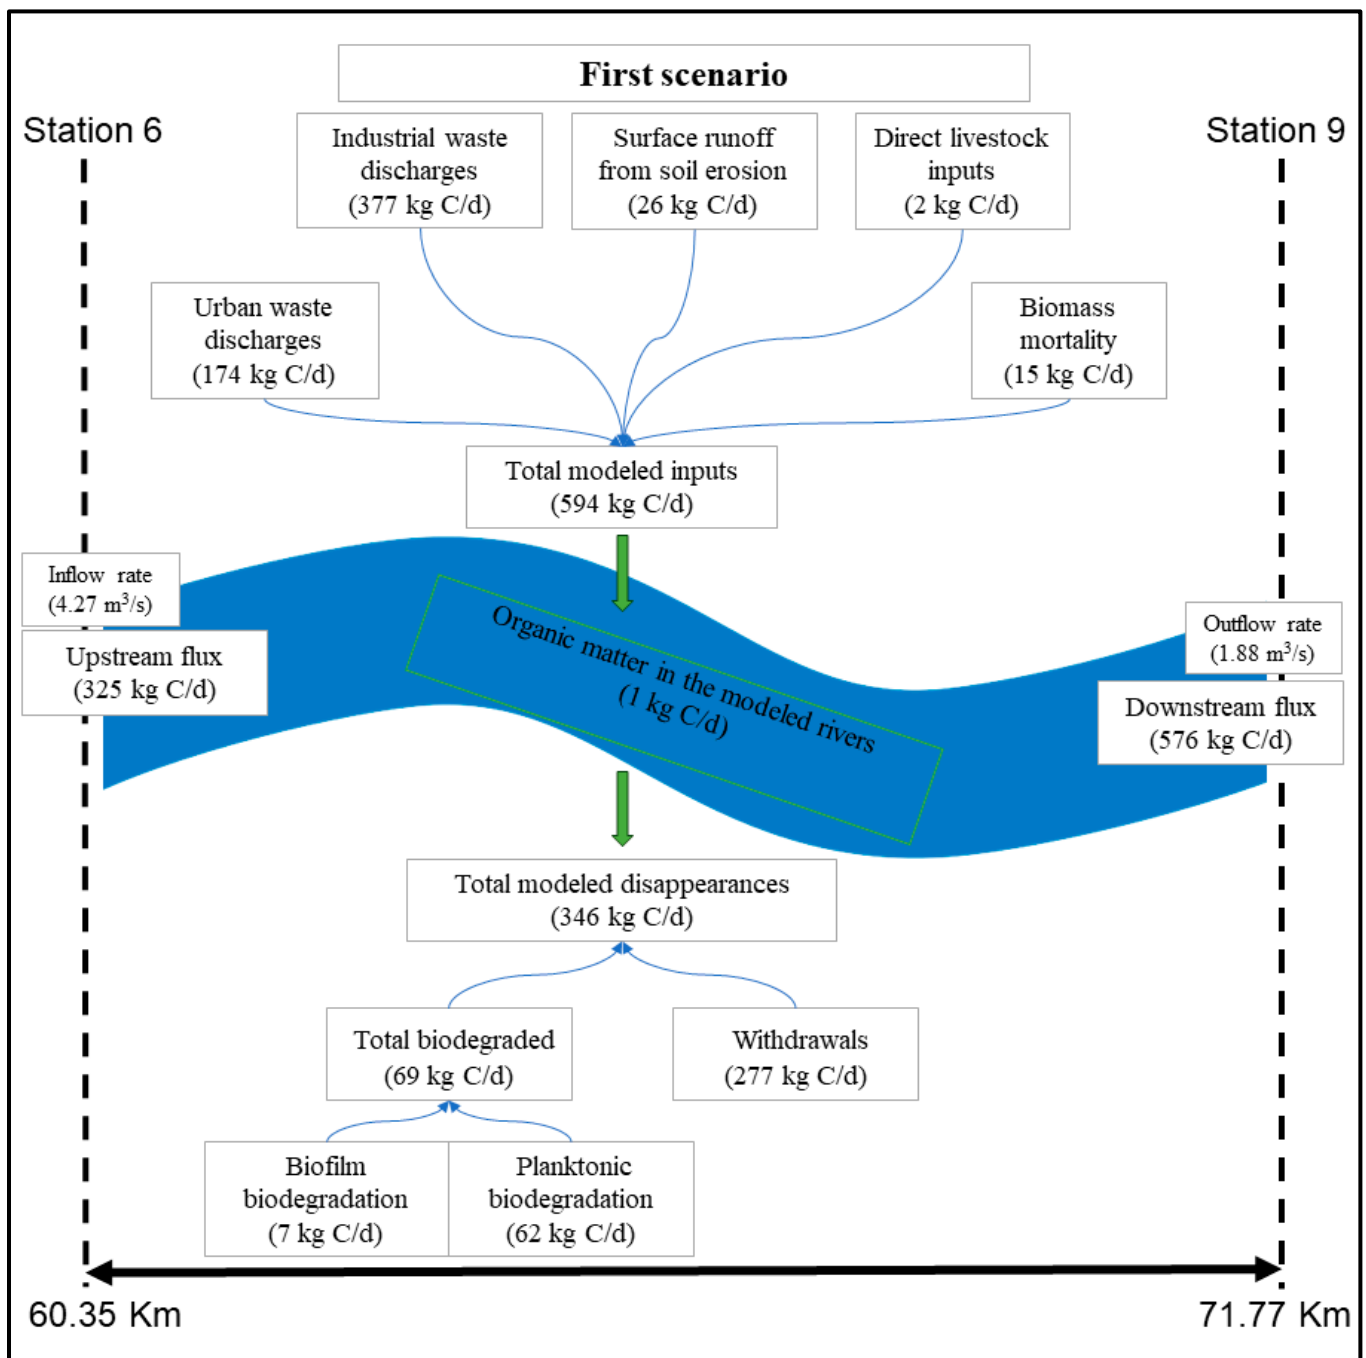 First scenario
Station 6
Station 9
Industrial waste
discharges
(377 kg C/d)
Surface runoff
from soil erosion
(26 kg C/d)
Direct livestock
inputs
(2 kg C/d)
Urban waste
discharges
(174 kg C/d)
Biomass
mortality
(15 kg C/d)
Total modeled inputs
(594 kg C/d)
Inflow rate
(4.27 m³/s)
Upstream flux
(325 kg C/d)
Organic matter in the modeled rivers
(1 kg C/d)
Outflow rate
(1.88 m³/s)
Downstream flux
(576 kg C/d)
Total modeled disappearances
(346 kg C/d)
Total biodegraded
(69 kg C/d)
Withdrawals
(277 kg C/d)
Biofilm
biodegradation
(7 kg C/d)
Planktonic
biodegradation
(62 kg C/d)
60.35 Km
71.77 Km